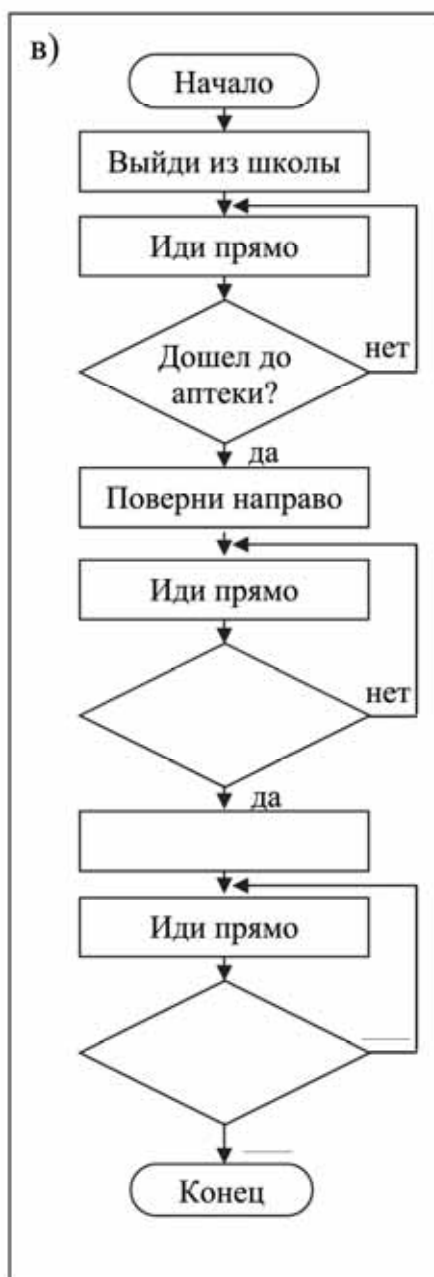 в)
Начало
Выйди из школы
Иди прямо
Дошел до
аптеки?
нет
да
Поверни направо
Иди прямо
нет
да
Иди прямо
Конец